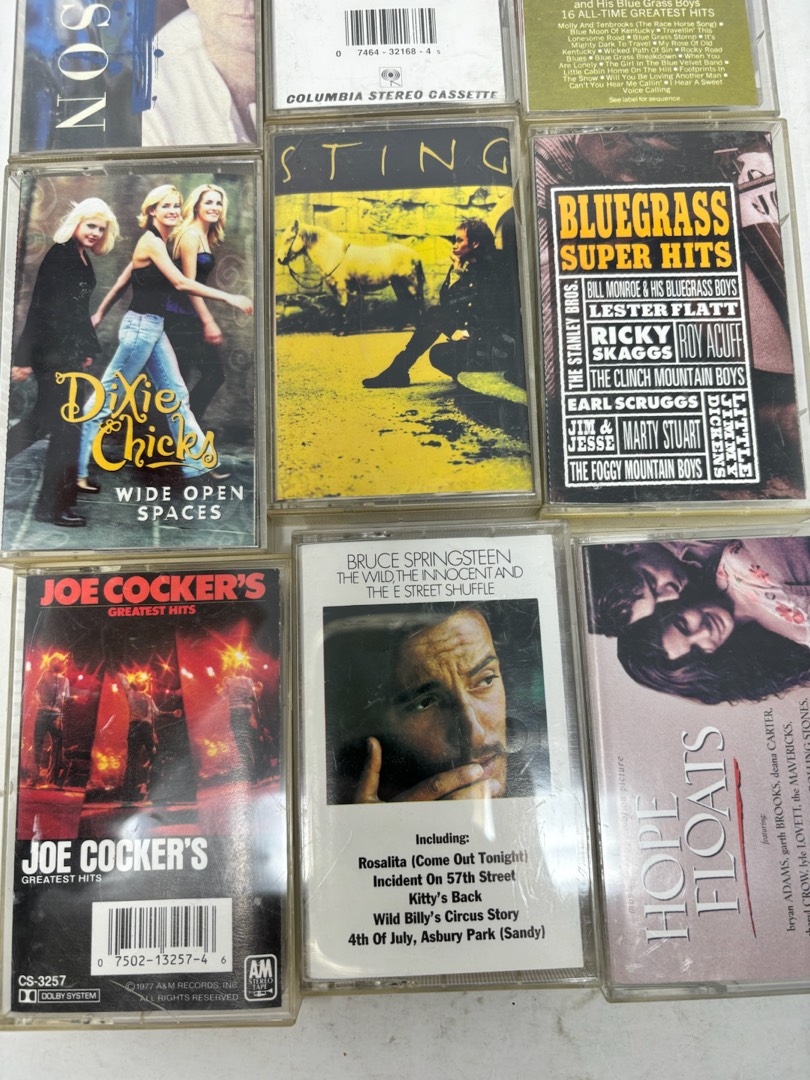 SON
0 7464-32168-4 5
COLUMBIA STEREO CASSETTE
and His Blue Grass Boys
16 ALL-TIME GREATEST HITS
Molly And Tenbrooks (The Race Horse Song) •
Blue Moon Of Kentucky • Travellin' This
Lonesome Road • Blue Grass Stomp • It's
Mighty Dark To Travel • My Rose Of Old
Kentucky • Wicked Path Of Sin • Rocky Road
Blues • Blue Grass Breakdown • When You
Are Lonely • The Girl In The Blue Velvet Band •
Little Cabin Home On The Hill • Footprints In
The Snow • Will You Be Loving Another Man •
Can't You Hear Me Callin' • I Hear A Sweet
Voice Calling
See label for sequence.
Dixie
Chicks
WIDE OPEN
SPACES
STING
BLUEGRASS
SUPER HITS
THE STANLEY BROS.
BILL MONROE & HIS BLUEGRASS BOYS
LESTER FLATT
RICKY
SKAGGS
ROY ACUFF
THE CLINCH MOUNTAIN BOYS
EARL SCRUGGS
JIM &
JESSE
MARTY STUART
LITTLE
JIMMY
DICKENS
THE FOGGY MOUNTAIN BOYS
JOE COCKER'S
GREATEST HITS
JOE COCKER'S
GREATEST HITS
0 7502-13257-4 6
CS-3257
DOLBY SYSTEM
©1977 A&M RECORDS, INC.
ALL RIGHTS RESERVED
A&M
STEREO
TAPE
BRUCE SPRINGSTEEN
THE WILD, THE INNOCENT AND
THE E STREET SHUFFLE
Including:
Rosalita (Come Out Tonight)
Incident On 57th Street
Kitty's Back
Wild Billy's Circus Story
4th Of July, Asbury Park (Sandy)
picture
HOPE
FLOATS
featuring:
bryan ADAMS, garth BROOKS, deana CARTER,
CROW, lyle LOVETT, the MAVERICKS,